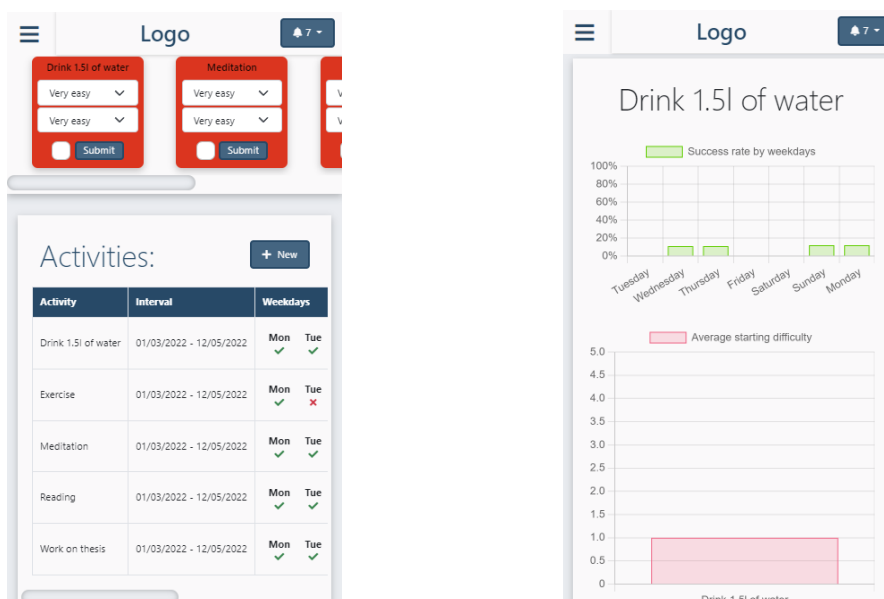 Logo
7
Drink 1.5l of water
Meditation
Very easy
Very easy
Very easy
Very easy
Submit
Submit
Activities:
+ New
Activity Interval Weekdays
Drink 1.5l of water 01/03/2022 - 12/05/2022 Mon Tue
Exercise 01/03/2022 - 12/05/2022 Mon Tue
Meditation 01/03/2022 - 12/05/2022 Mon Tue
Reading 01/03/2022 - 12/05/2022 Mon Tue
Work on thesis 01/03/2022 - 12/05/2022 Mon Tue
Logo
7
Drink 1.5l of water
Success rate by weekdays
100%
80%
60%
40%
20%
0%
Tuesday Wednesday Thursday Friday Saturday Sunday Monday
Average starting difficulty
5.0
4.5
4.0
3.5
3.0
2.5
2.0
1.5
1.0
0.5
0
Drink 1.5l of water